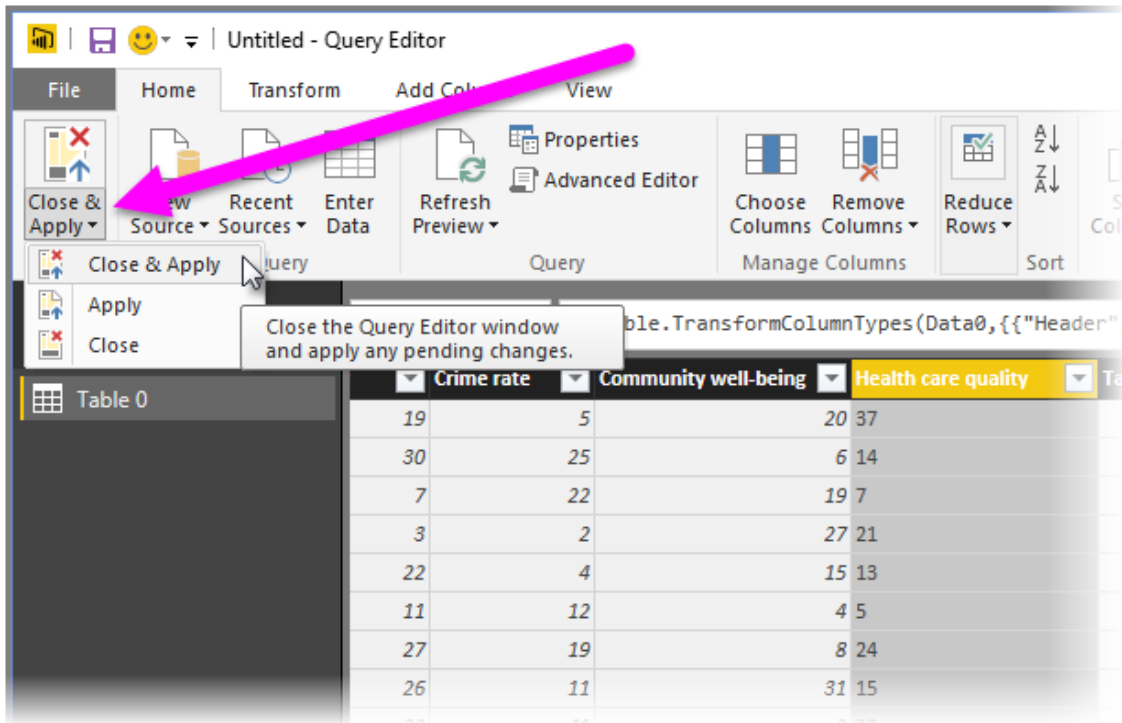 Untitled - Query Editor
File Home Transform Add View
Properties
Advanced Editor
Close & Recent Enter Refresh Choose Remove Reduce
Apply Source Sources Data Preview Columns Columns Rows Sort
Query Manage Columns
Close & Apply
Apply
Close
Close the Query Editor window
and apply any pending changes.
.TransformColumnTypes(Data0,{{"Header"
Table 0
Crime rate Community well-being Health care quality
19 5 20 37
30 25 6 14
7 22 19 7
3 2 27 21
22 4 15 13
11 12 4 5
27 19 8 24
26 11 31 15